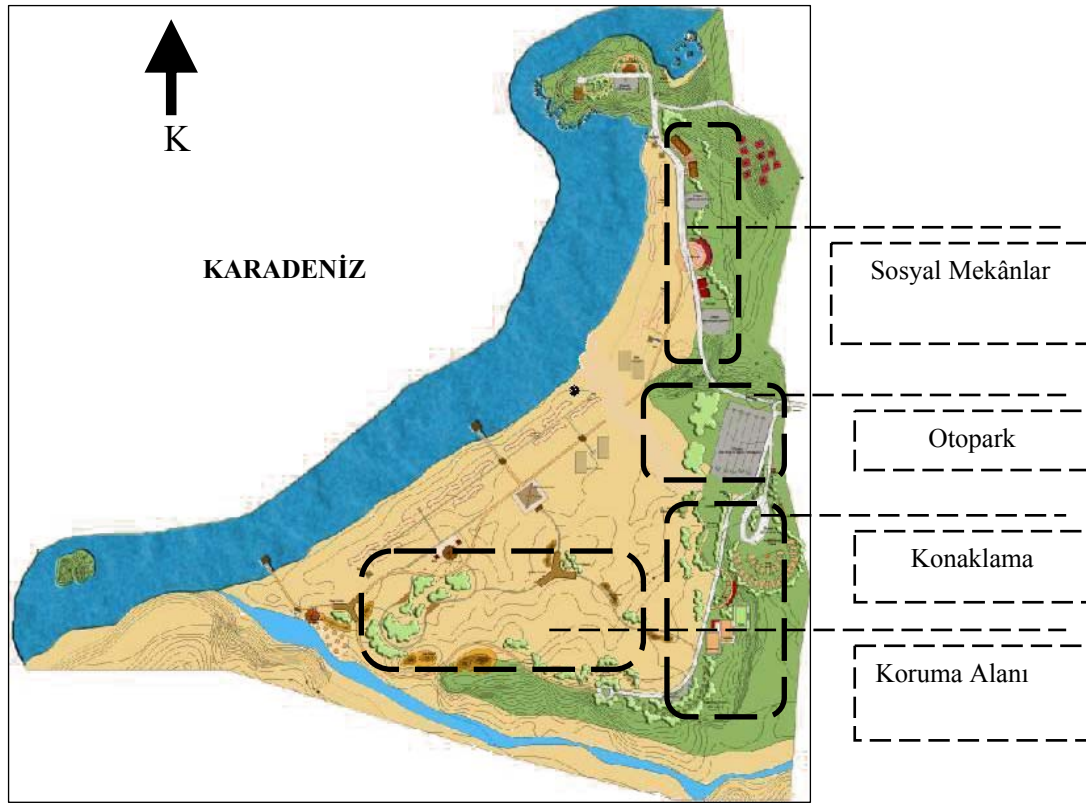 K
KARADENİZ
Sosyal Mekânlar
Otopark
Konaklama
Koruma Alanı